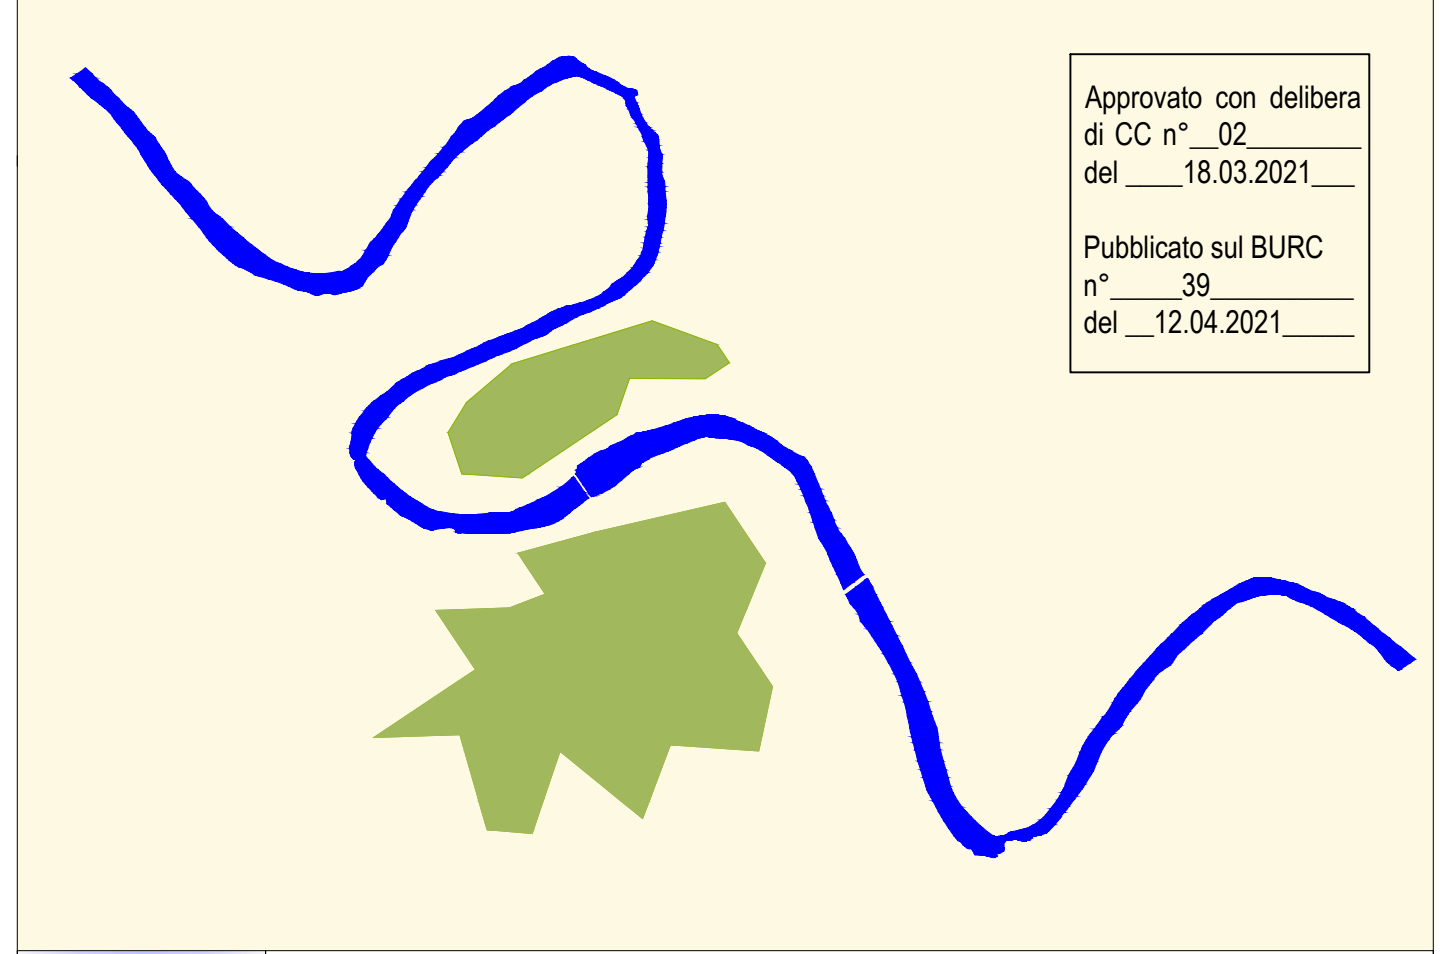 Approvato con delibera
di CC n°__02________
del ____18.03.2021___
Pubblicato sul BURC
n°_____39__________
del __12.04.2021_____